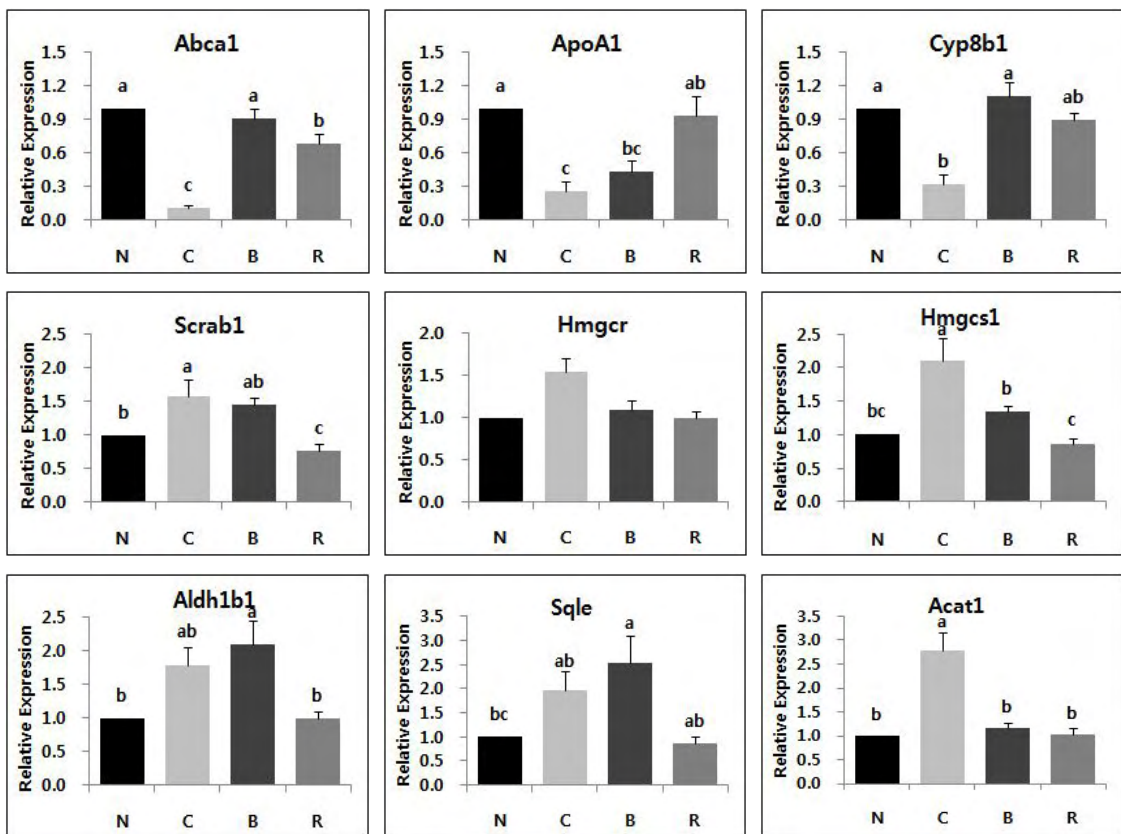 Abca1
Relative Expression
1.5
1.2
0.9
0.6
0.3
0.0
a
c
a
b
N C B R
ApoA1
Relative Expression
1.5
1.2
0.9
0.6
0.3
0.0
a
c
bc
ab
N C B R
Cyp8b1
Relative Expression
1.5
1.2
0.9
0.6
0.3
0.0
a
b
a
ab
N C B R
Scrab1
Relative Expression
2.5
2.0
1.5
1.0
0.5
0.0
b
a
ab
c
N C B R
Hmgcr
Relative Expression
2.0
1.5
1.0
0.5
0.0
N C B R
Hmgcs1
Relative Expression
2.5
2.0
1.5
1.0
0.5
0.0
bc
a
b
c
N C B R
Aldh1b1
Relative Expression
2.5
2.0
1.5
1.0
0.5
0.0
b
ab
a
b
N C B R
Sqle
Relative Expression
3.5
3.0
2.5
2.0
1.5
1.0
0.5
0.0
bc
ab
a
ab
N C B R
Acat1
Relative Expression
3.5
3.0
2.5
2.0
1.5
1.0
0.5
0.0
b
a
b
b
N C B R